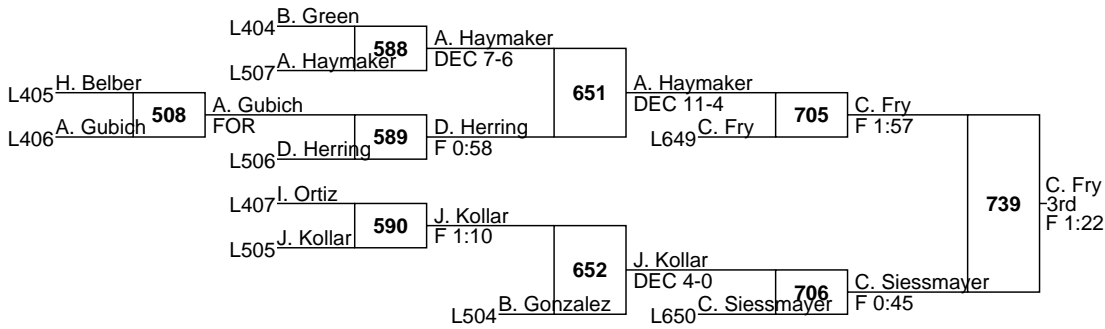 L404 B. Green
588
A. Haymaker
DEC 7-6
L507 A. Haymaker
651
A. Haymaker
DEC 11-4
L405 H. Belber
508
A. Gubich
FOR
L406 A. Gubich
589
D. Herring
F 0:58
L506 D. Herring
L649 C. Fry
705
C. Fry
F 1:57
L407 I. Ortiz
590
J. Kollar
F 1:10
L505 J. Kollar
652
J. Kollar
DEC 4-0
L504 B. Gonzalez
L650 C. Siessmayer
706
C. Siessmayer
F 0:45
739
C. Fry
3rd
F 1:22